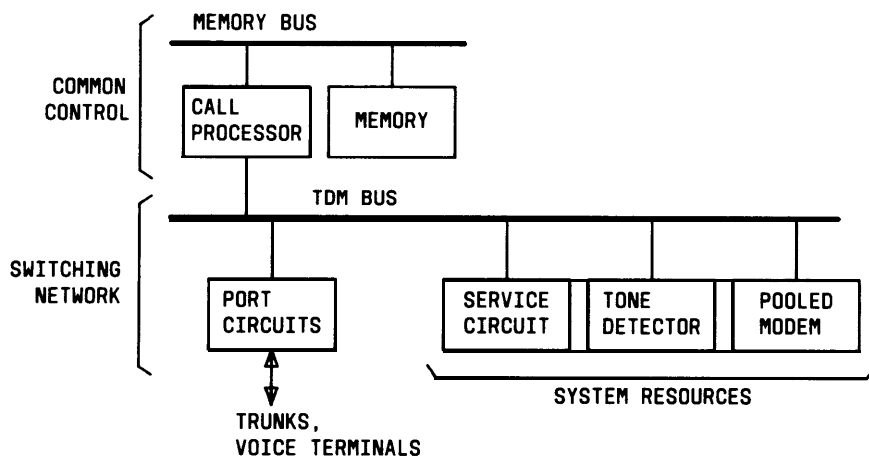 MEMORY BUS
COMMON
CONTROL
CALL
PROCESSOR
MEMORY
TDM BUS
SWITCHING
NETWORK
PORT
CIRCUITS
SERVICE
CIRCUIT
TONE
DETECTOR
POOLED
MODEM
SYSTEM RESOURCES
TRUNKS,
VOICE TERMINALS